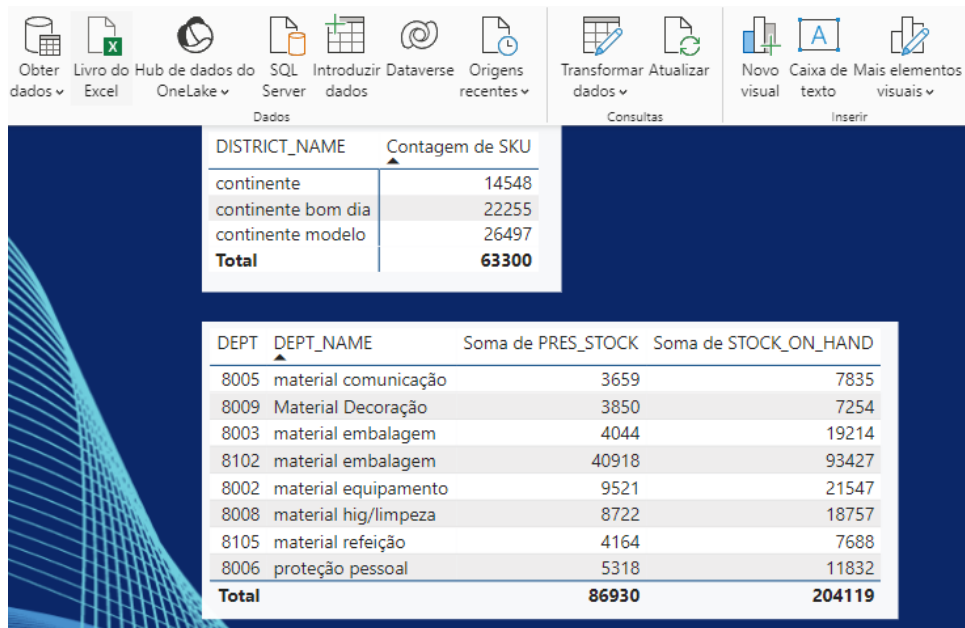 Obter dados
Livro do Excel
Hub de dados do OneLake
SQL Server
Introduzir dados
Dataverse
Origens recentes
Transformar dados
Atualizar
Novo visual
Caixa de texto
Mais elementos visuais
Dados
Consultas
Inserir
DISTRICT_NAME Contagem de SKU
continente 14548
continente bom dia 22255
continente modelo 26497
Total 63300
DEPT DEPT_NAME Soma de PRES_STOCK Soma de STOCK_ON_HAND
8005 material comunicação 3659 7835
8009 Material Decoração 3850 7254
8003 material embalagem 4044 19214
8102 material embalagem 40918 93427
8002 material equipamento 9521 21547
8008 material hig/limpeza 8722 18757
8105 material refeição 4164 7688
8006 proteção pessoal 5318 11832
Total 86930 204119